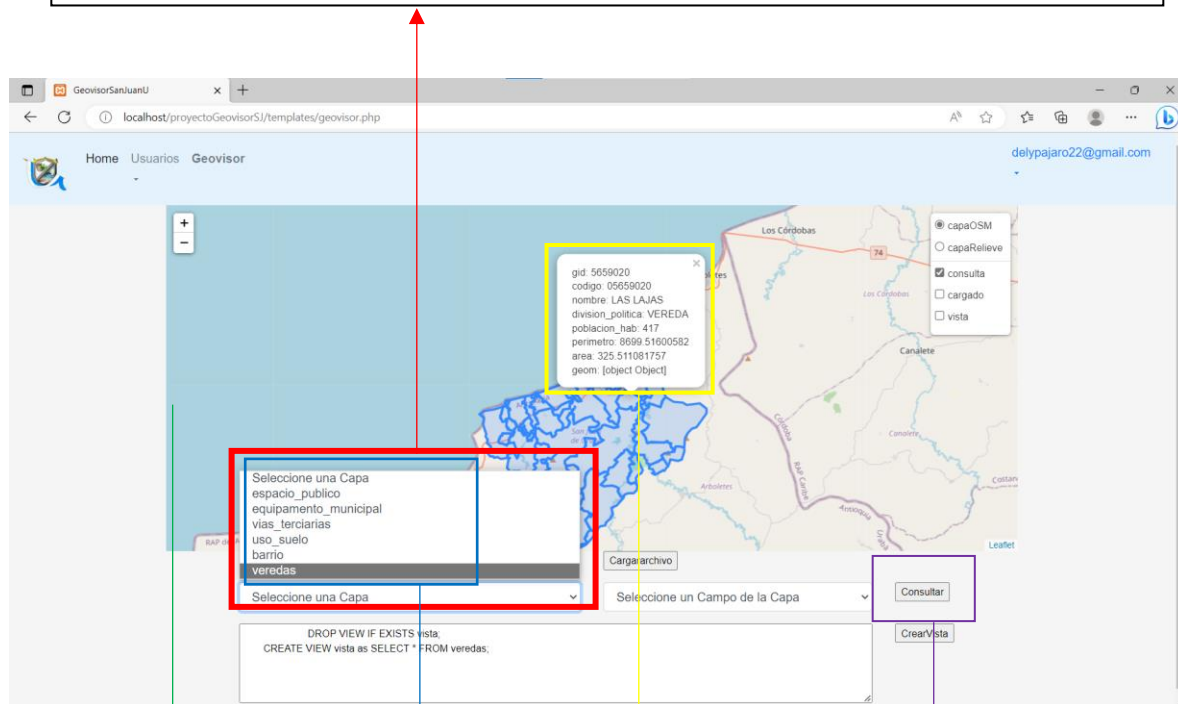 GeovisorSanJuanU
localhost/proyectoGeovisorSJ/templates/geovisor.php
Home Usuarios Geovisor
delypajaro22@gmail.com
+
−
Los Córdobas
74
Los Córdobas
Canalete
Canalete
Arboletes
Córdoba
RAP Caribe
Antioquia
capaOSM
capaRelieve
consulta
cargado
vista
gid: 5659020
codigo: 05659020
nombre: LAS LAJAS
division_politica: VEREDA
poblacion_hab: 417
perimetro: 8699.51600582
area: 325.511081757
geom: [object Object]
Leaflet
Seleccione una Capa
espacio_publico
equipamento_municipal
vias_terciarias
uso_suelo
barrio
veredas
Cargararchivo
Seleccione una Capa
Seleccione un Campo de la Capa
Consultar
DROP VIEW IF EXISTS vista;
CREATE VIEW vista as SELECT * FROM veredas;
CrearVista